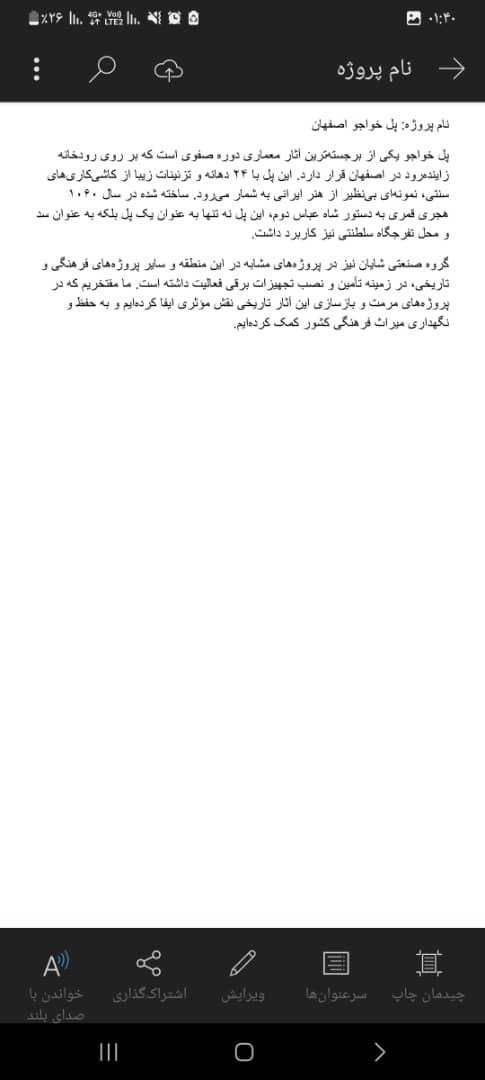 ٪۲۶ 4G+ Vo)) LTE2 ۰۱:۴۰
نام پروژه
نام پروژه: پل خواجو اصفهان
پل خواجو یکی از برجسته‌ترین آثار معماری دوره صفوی است که بر روی رودخانه
زاینده‌رود در اصفهان قرار دارد. این پل با ۲۴ دهانه و تزئینات زیبا از کاشی‌کاری‌های
سنتی، نمونه‌ای بی‌نظیر از هنر ایرانی به شمار می‌رود. ساخته شده در سال ۱۰۶۰
هجری قمری به دستور شاه عباس دوم، این پل نه تنها به عنوان یک پل بلکه به عنوان سد
و محل تفرجگاه سلطنتی نیز کاربرد داشت.
گروه صنعتی شایان نیز در پروژه‌های مشابه در این منطقه و سایر پروژه‌های فرهنگی و
تاریخی، در زمینه تأمین و نصب تجهیزات برقی فعالیت داشته است. ما مفتخریم که در
پروژه‌های مرمت و بازسازی این آثار تاریخی نقش مؤثری ایفا کرده‌ایم و به حفظ و
نگهداری میراث فرهنگی کشور کمک کرده‌ایم.
چیدمان چاپ
سرعنوان‌ها
ویرایش
اشتراک‌گذاری
خواندن با
صدای بلند